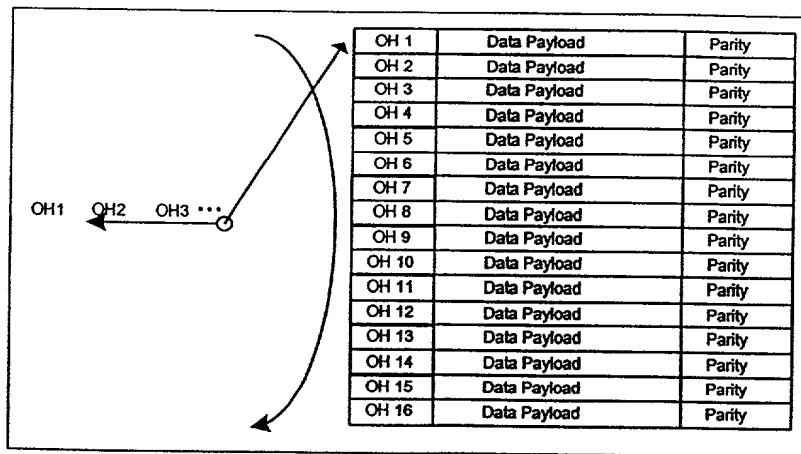 OH 1 Data Payload Parity
OH 2 Data Payload Parity
OH 3 Data Payload Parity
OH 4 Data Payload Parity
OH 5 Data Payload Parity
OH 6 Data Payload Parity
OH 7 Data Payload Parity
OH1 OH2 OH3 ••• OH 8 Data Payload Parity
OH 9 Data Payload Parity
OH 10 Data Payload Parity
OH 11 Data Payload Parity
OH 12 Data Payload Parity
OH 13 Data Payload Parity
OH 14 Data Payload Parity
OH 15 Data Payload Parity
OH 16 Data Payload Parity